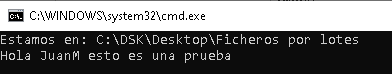 C:\WINDOWS\system32\cmd.exe
Estamos en: C:\DSK\Desktop\Ficheros por lotes
Hola JuanM esto es una prueba